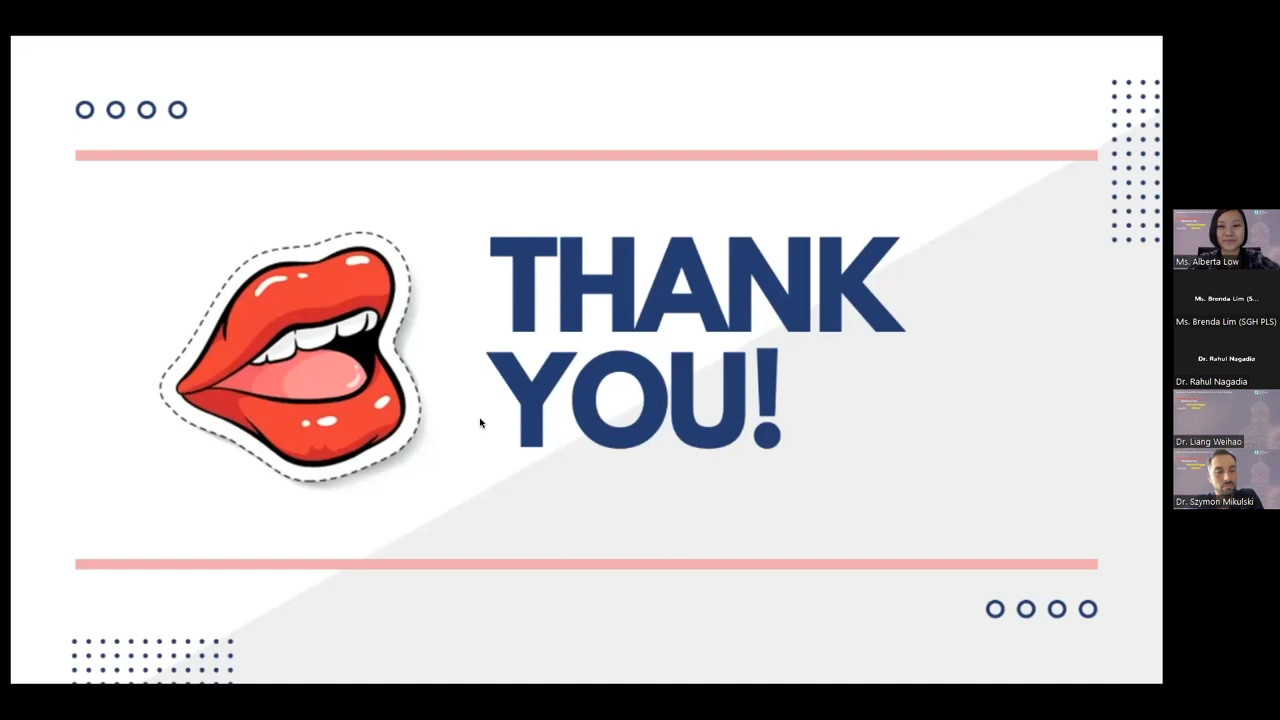 THANK
YOU!
Ms. Alberta Low
Ms. Brenda Lim (S...
Ms. Brenda Lim (SGH PLS)
Dr. Rahul Nagadia
Dr. Rahul Nagadia
Dr. Liang Weihao
Dr. Szymon Mikulski